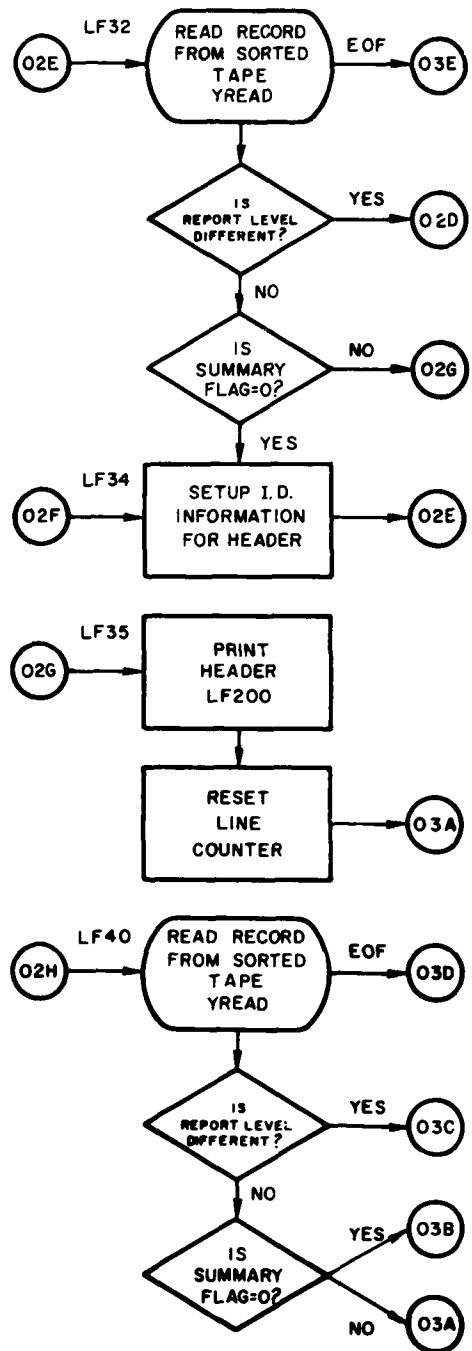 LF32
READ RECORD
FROM SORTED
TAPE
YREAD
EOF
02E
03E
IS
REPORT LEVEL
DIFFERENT?
YES
02D
NO
IS
SUMMARY
FLAG=0?
NO
02G
YES
LF34
02F
SETUP I.D.
INFORMATION
FOR HEADER
02E
LF35
02G
PRINT
HEADER
LF200
RESET
LINE
COUNTER
03A
LF40
02H
READ RECORD
FROM SORTED
TAPE
YREAD
EOF
03D
IS
REPORT LEVEL
DIFFERENT?
YES
03C
NO
IS
SUMMARY
FLAG=0?
YES
03B
NO
03A